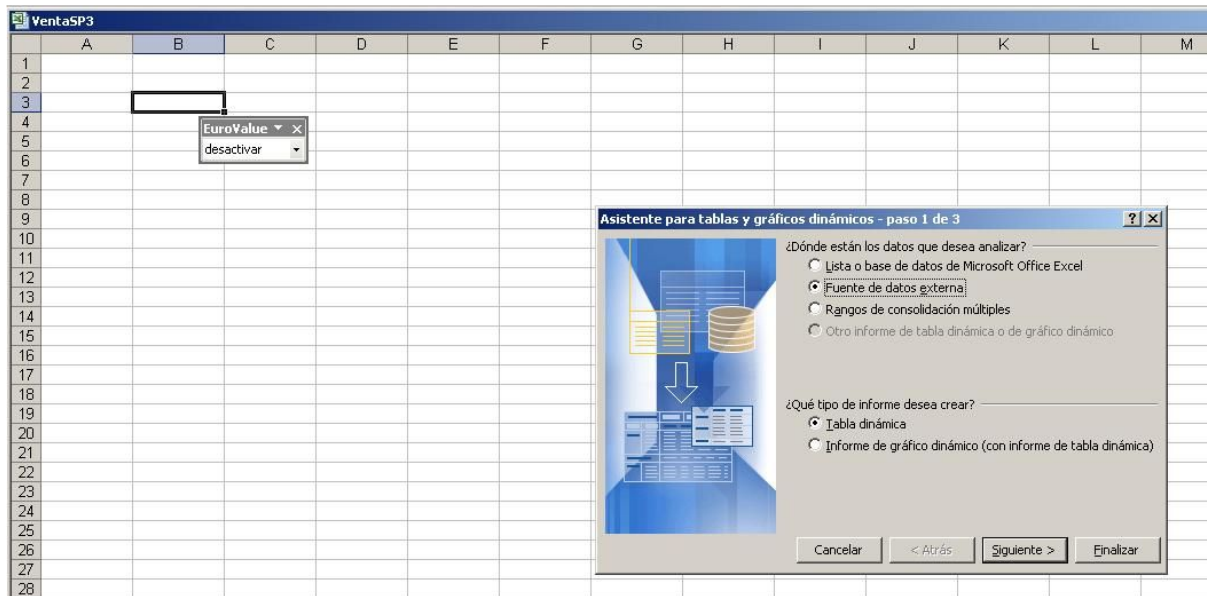 VentaSP3
A B C D E F G H I J K L M
1
2
3
4
EuroValue
5
desactivar
6
7
8
9
Asistente para tablas y gráficos dinámicos - paso 1 de 3
10
¿Dónde están los datos que desea analizar?
11
Lista o base de datos de Microsoft Office Excel
12
Fuente de datos externa
13
Rangos de consolidación múltiples
14
Otro informe de tabla dinámica o de gráfico dinámico
15
16
17
18
¿Qué tipo de informe desea crear?
19
Tabla dinámica
20
Informe de gráfico dinámico (con informe de tabla dinámica)
21
22
23
24
25
26
Cancelar < Atrás Siguiente > Finalizar
27
28